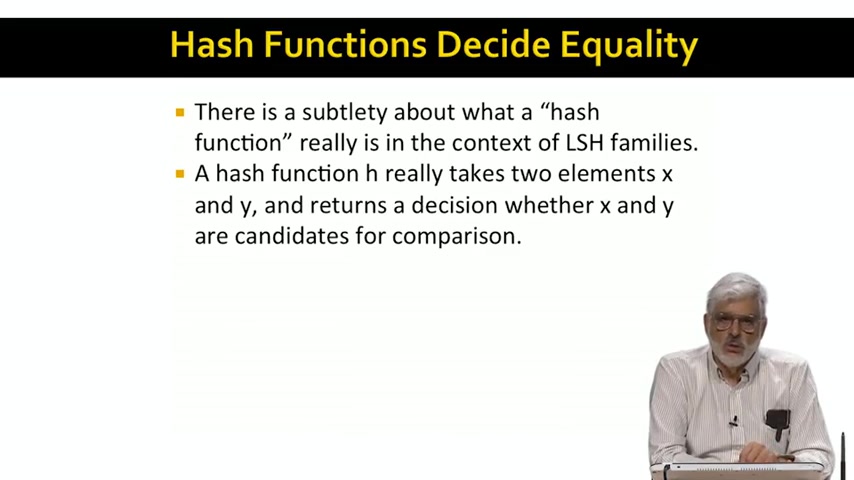 Hash Functions Decide Equality
There is a subtlety about what a “hash
function” really is in the context of LSH families.
A hash function h really takes two elements x
and y, and returns a decision whether x and y
are candidates for comparison.